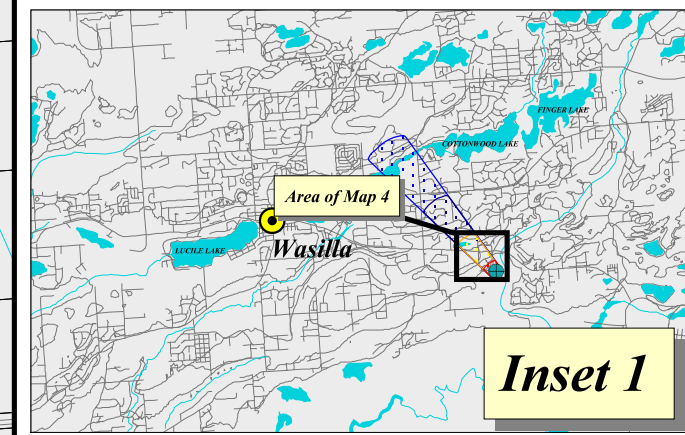 FINGER LAKE
COTTONWOOD LAKE
Area of Map 4
Wasilla
LUCILE LAKE
Inset 1